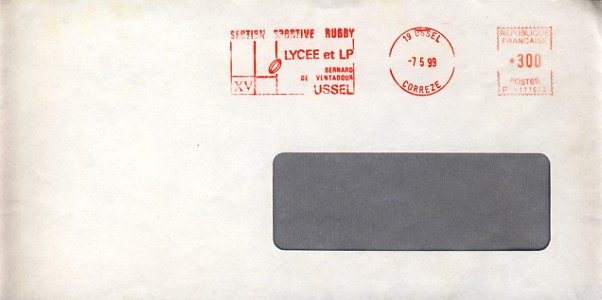 SECTION SPORTIVE RUGBY
LYCEE et LP
BERNARD
DE VENTADOUR
XV
USSEL
19 USSEL
-7 5 99
CORREZE
REPUBLIQUE
FRANCAISE
300
POSTES